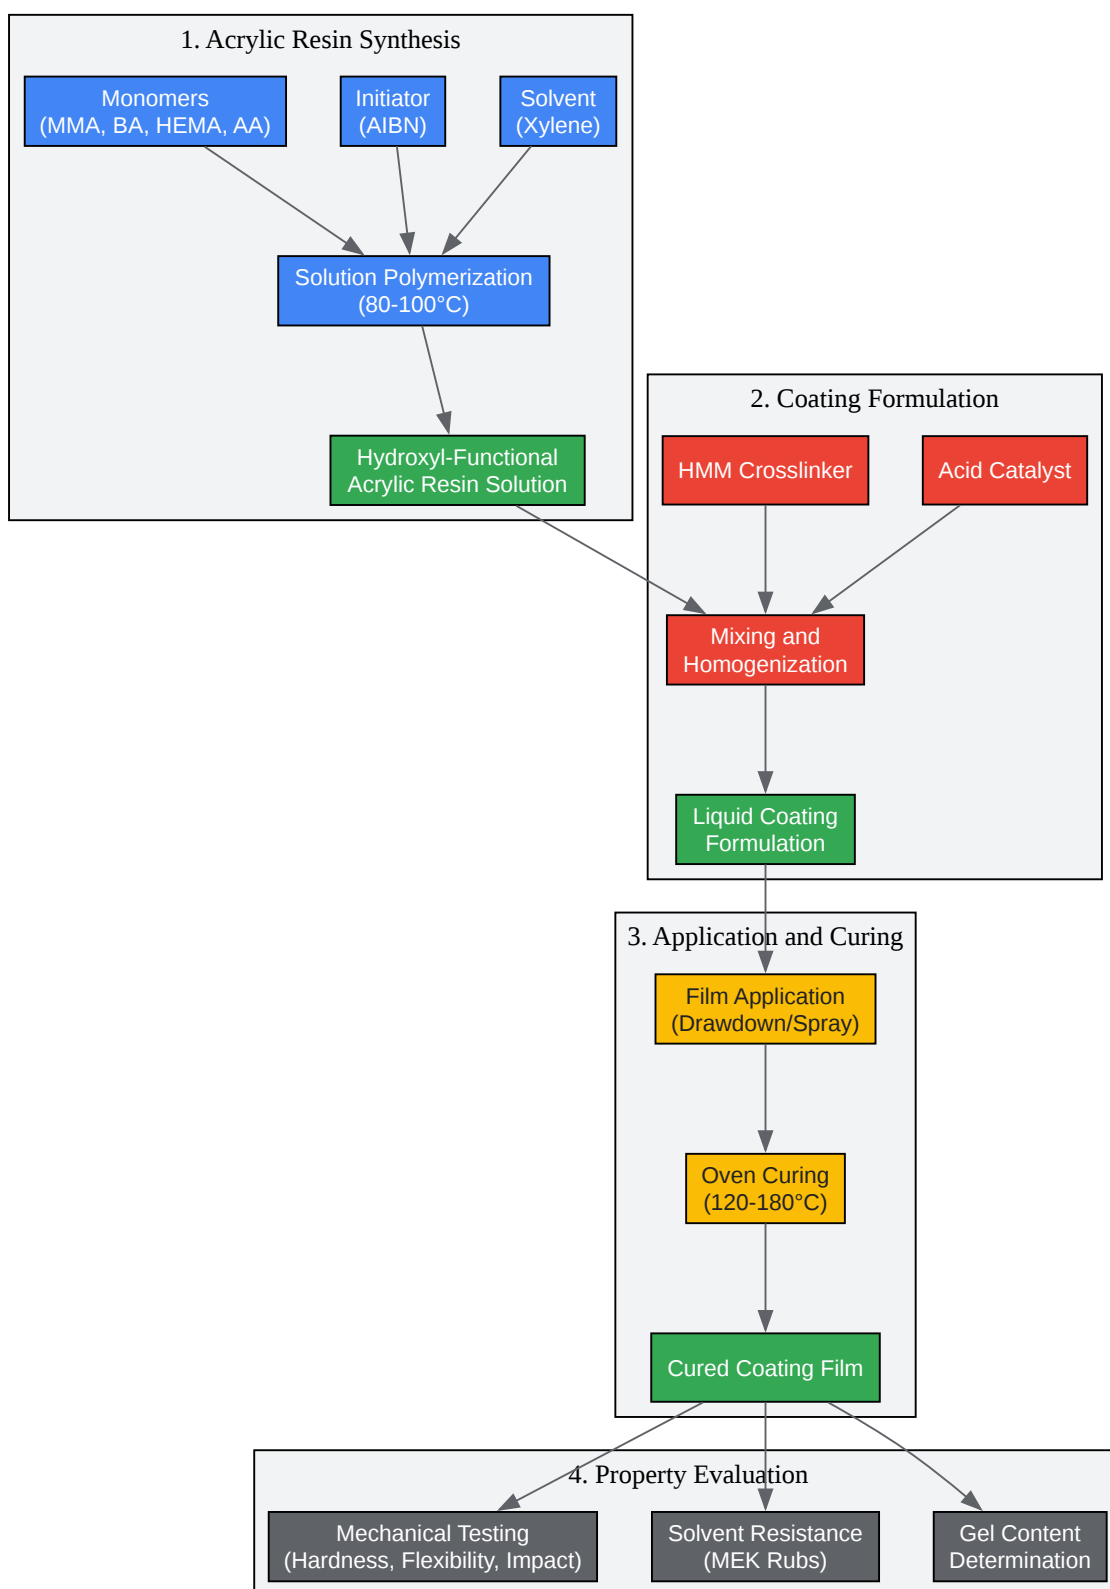 1. Acrylic Resin Synthesis
Monomers
(MMA, BA, HEMA, AA)
Initiator
(AIBN)
Solvent
(Xylene)
Solution Polymerization
(80-100°C)
Hydroxyl-Functional
Acrylic Resin Solution
2. Coating Formulation
HMM Crosslinker
Acid Catalyst
Mixing and
Homogenization
Liquid Coating
Formulation
3. Application and Curing
Film Application
(Drawdown/Spray)
Oven Curing
(120-180°C)
Cured Coating Film
4. Property Evaluation
Mechanical Testing
(Hardness, Flexibility, Impact)
Solvent Resistance
(MEK Rubs)
Gel Content
Determination